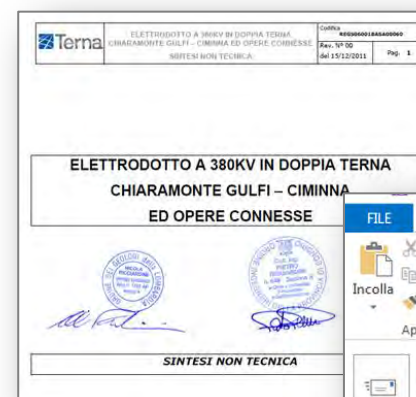 Terna
ELETTRODOTTO A 380KV IN DOPPIA TERNA
CHIARAMONTE GULFI – CIMINNA ED OPERE CONNESSE
SINTESI NON TECNICA
Codifica
Rev. N° 00
del 15/12/2011
Pag. 1
ELETTRODOTTO A 380KV IN DOPPIA TERNA
CHIARAMONTE GULFI – CIMINNA
ED OPERE CONNESSE
SINTESI NON TECNICA
FILE
Incolla
Ap